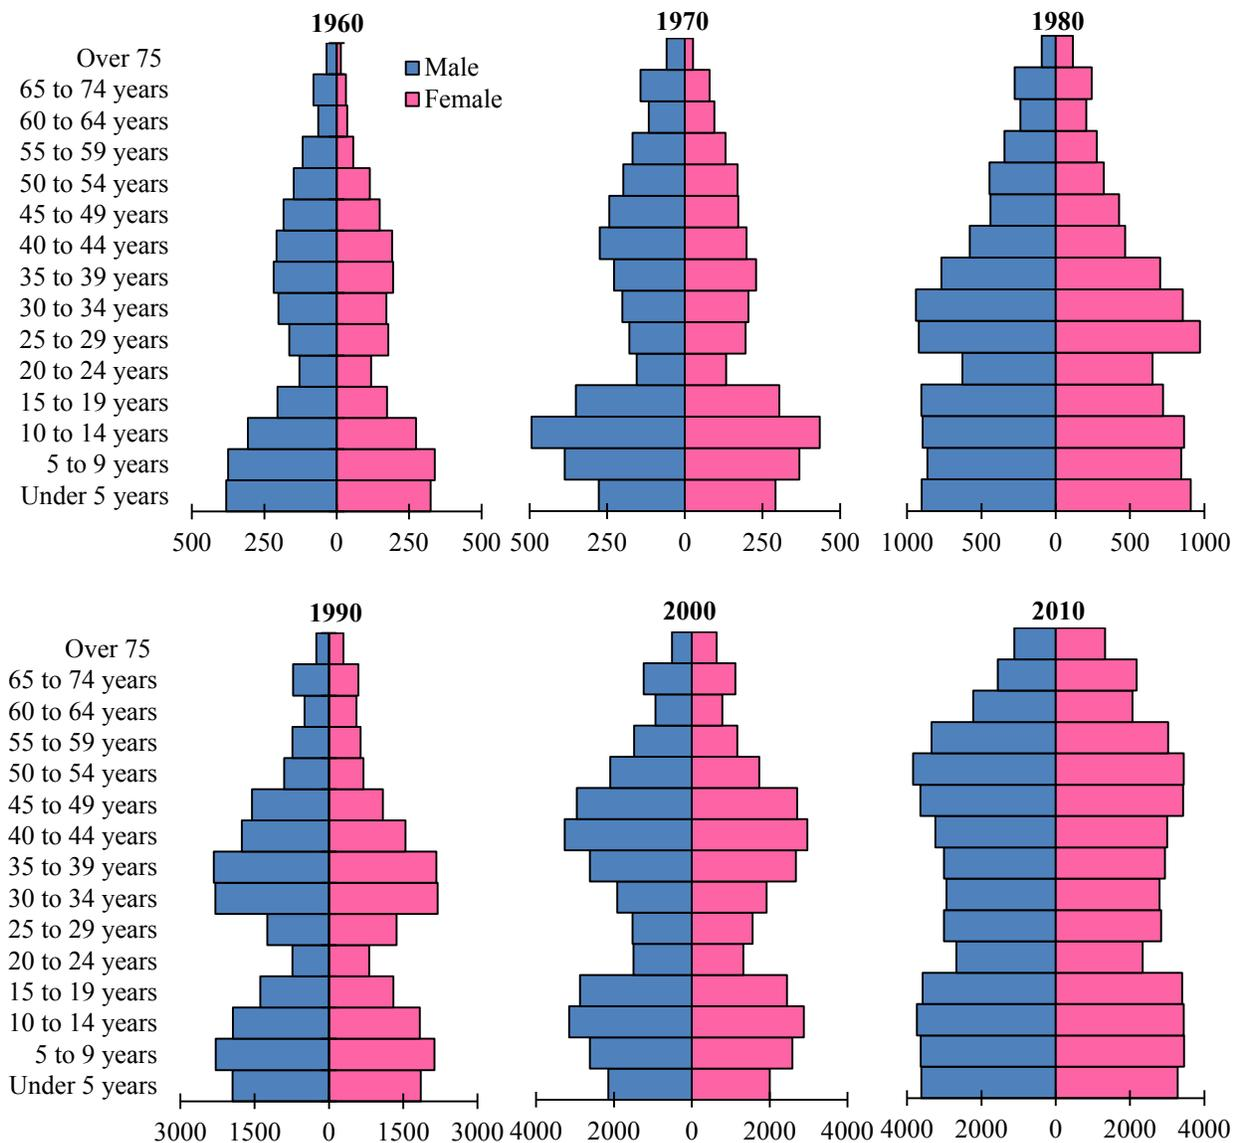 1960
1970
1980
Male
Female
Over 75
65 to 74 years
60 to 64 years
55 to 59 years
50 to 54 years
45 to 49 years
40 to 44 years
35 to 39 years
30 to 34 years
25 to 29 years
20 to 24 years
15 to 19 years
10 to 14 years
5 to 9 years
Under 5 years
500 250 0 250 500
500 250 0 250 500
1000 500 0 500 1000
1990
2000
2010
Over 75
65 to 74 years
60 to 64 years
55 to 59 years
50 to 54 years
45 to 49 years
40 to 44 years
35 to 39 years
30 to 34 years
25 to 29 years
20 to 24 years
15 to 19 years
10 to 14 years
5 to 9 years
Under 5 years
3000 1500 0 1500 3000
4000 2000 0 2000 4000
4000 2000 0 2000 4000